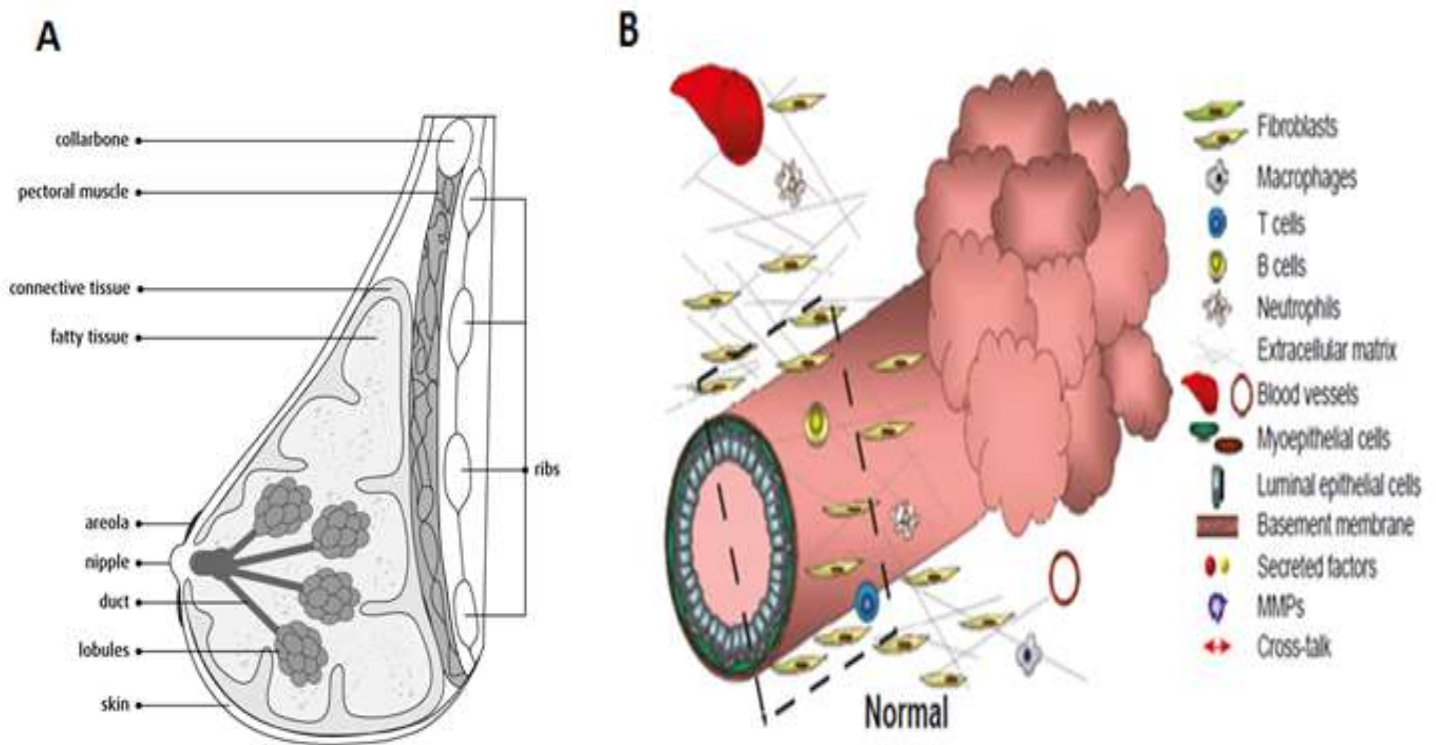 A
collarbone
pectoral muscle
connective tissue
fatty tissue
areola
nipple
duct
lobules
skin
ribs
B
Fibroblasts
Macrophages
T cells
B cells
Neutrophils
Extracellular matrix
Blood vessels
Myoepithelial cells
Luminal epithelial cells
Basement membrane
Secreted factors
MMPs
Cross-talk
Normal